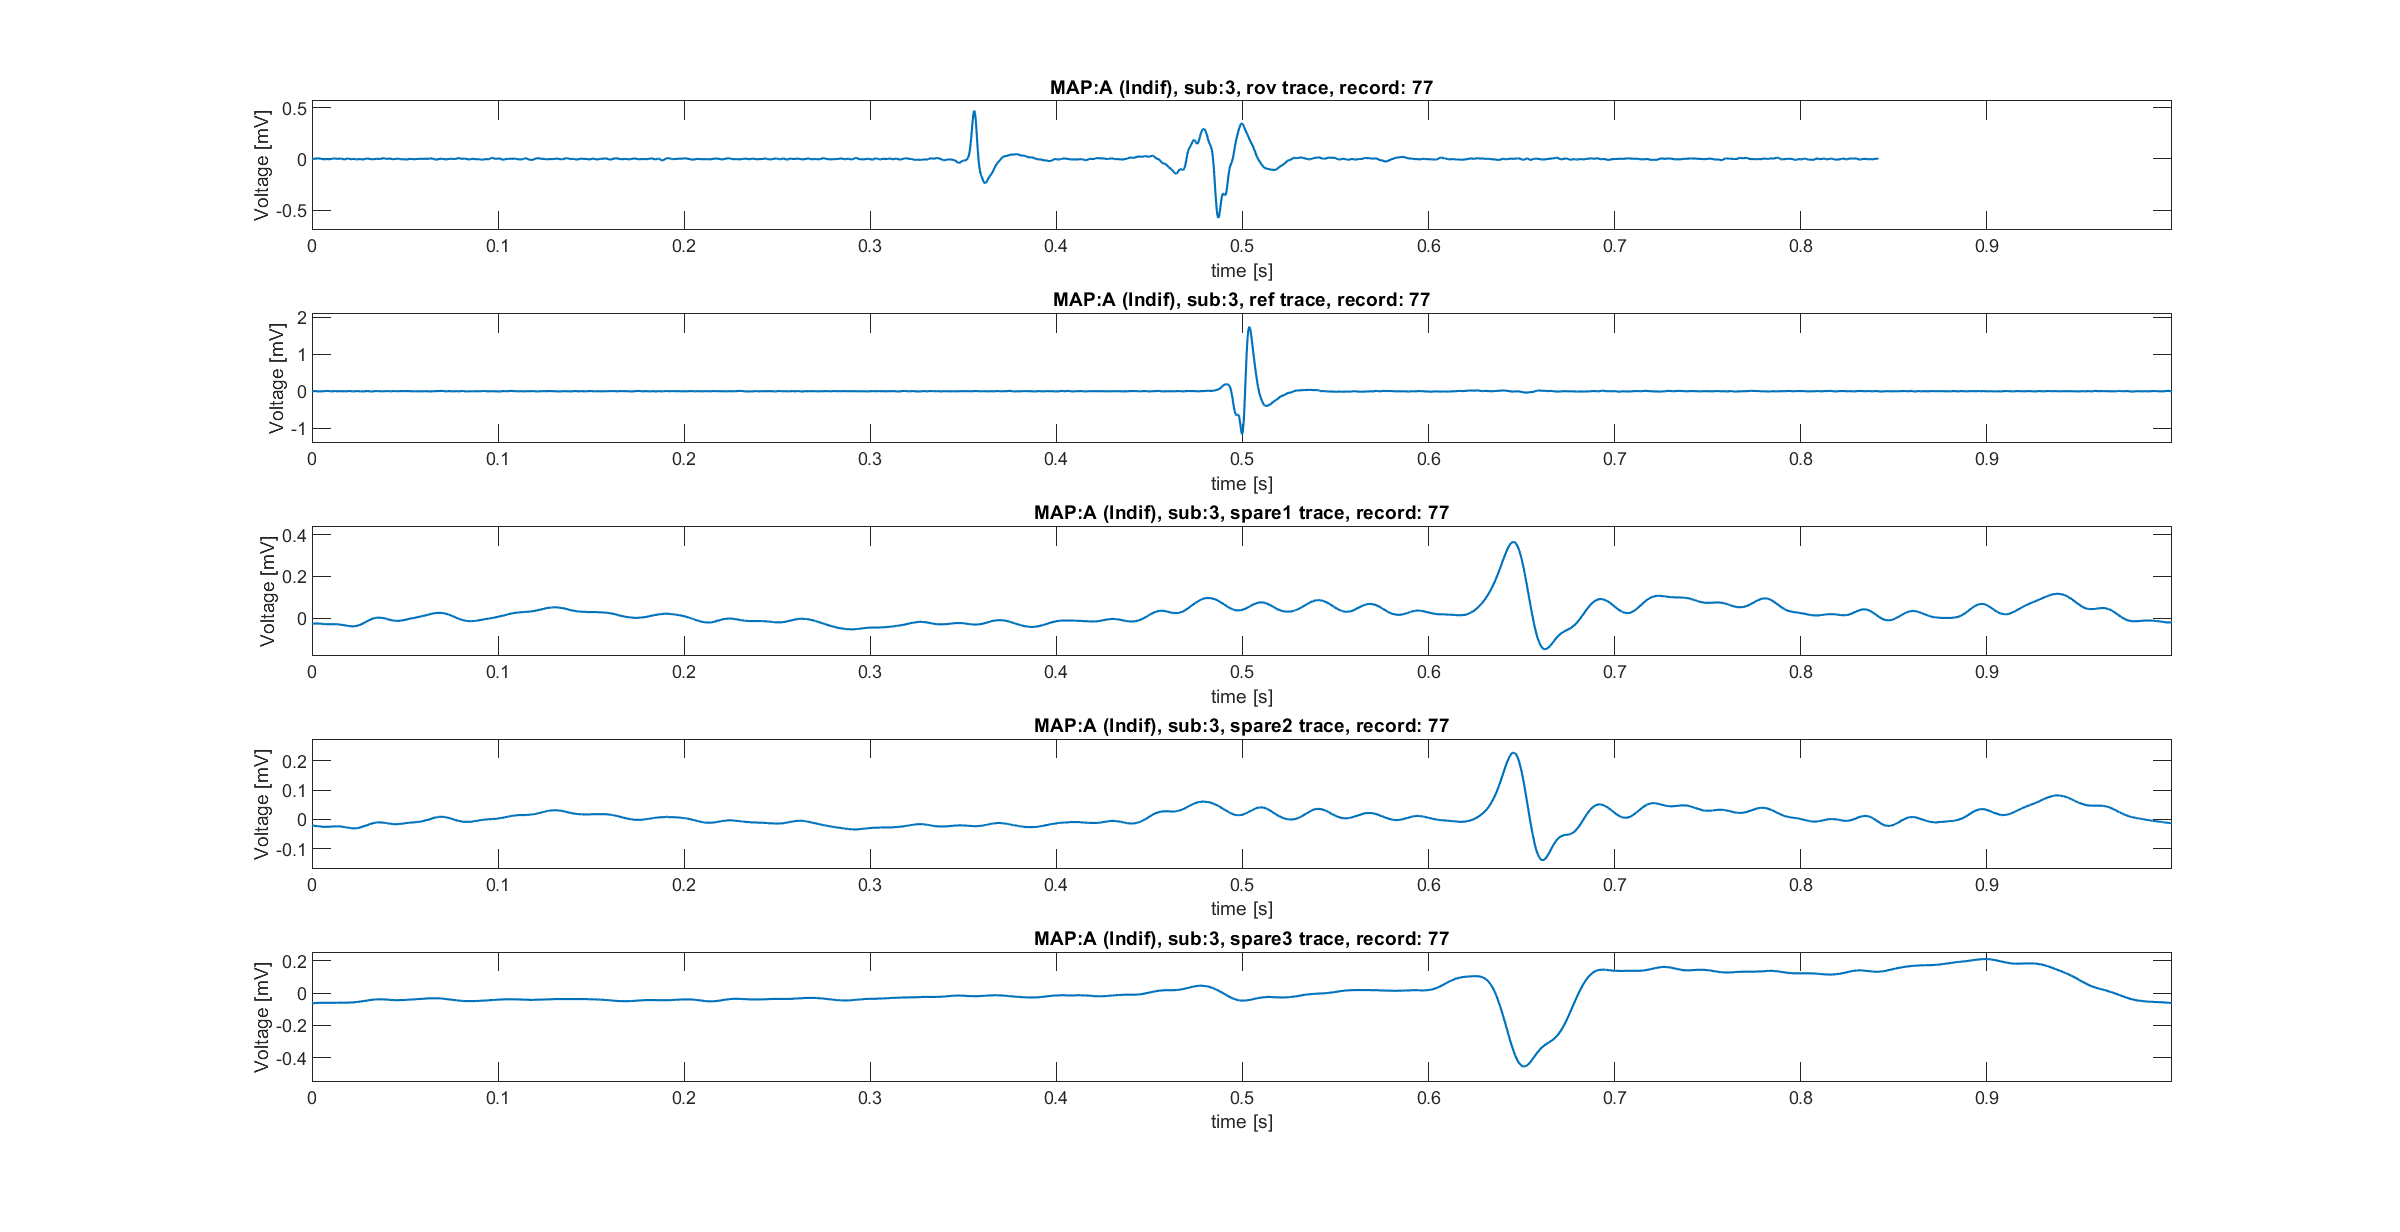 MAP:A (Indif), sub:3, rov trace, record: 77
Voltage [mV]
0.5
0
-0.5
0 0.1 0.2 0.3 0.4 0.5 0.6 0.7 0.8 0.9
time [s]
MAP:A (Indif), sub:3, ref trace, record: 77
Voltage [mV]
2
1
0
-1
0 0.1 0.2 0.3 0.4 0.5 0.6 0.7 0.8 0.9
time [s]
MAP:A (Indif), sub:3, spare1 trace, record: 77
Voltage [mV]
0.4
0.2
0
0 0.1 0.2 0.3 0.4 0.5 0.6 0.7 0.8 0.9
time [s]
MAP:A (Indif), sub:3, spare2 trace, record: 77
Voltage [mV]
0.2
0.1
0
-0.1
0 0.1 0.2 0.3 0.4 0.5 0.6 0.7 0.8 0.9
time [s]
MAP:A (Indif), sub:3, spare3 trace, record: 77
Voltage [mV]
0.2
0
-0.2
-0.4
0 0.1 0.2 0.3 0.4 0.5 0.6 0.7 0.8 0.9
time [s]